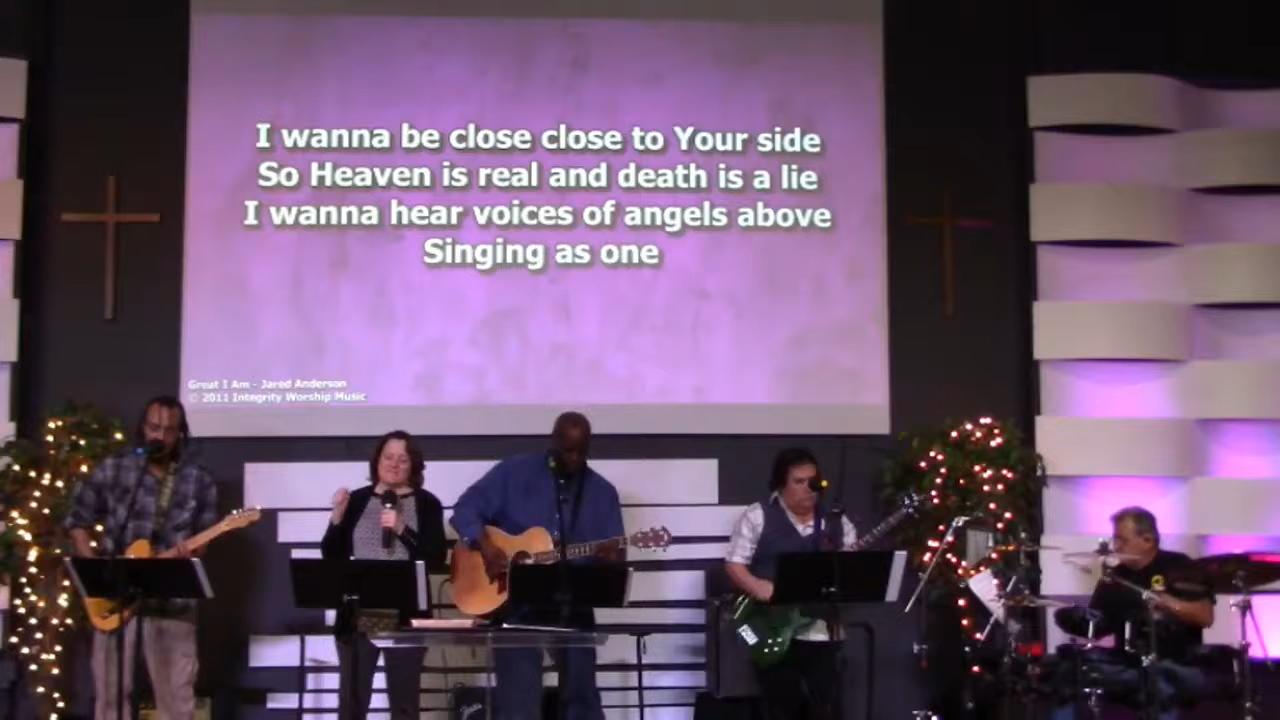 I wanna be close close to Your side
So Heaven is real and death is a lie
I wanna hear voices of angels above
Singing as one
Great I Am - Jared Anderson
© 2011 Integrity Worship Music